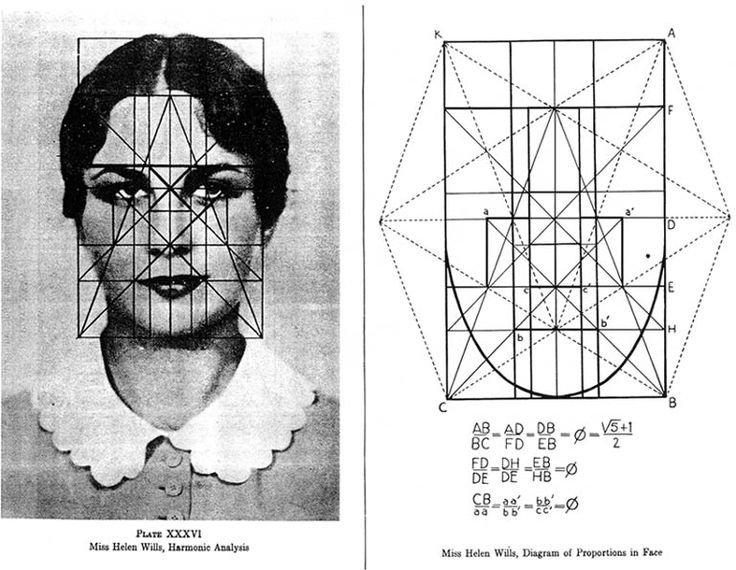 PLATE XXXVI
Miss Helen Wills, Harmonic Analysis
K A
F
a a′ D
c c′ E
b b′ H
C B
AB/BC = AD/FD = DB/EB = Ø = √5+1/2
FD/DE = DH/DE = EB/HB = Ø
CB/aa = aa′/bb′ = bb′/cc′ = Ø
Miss Helen Wills, Diagram of Proportions in Face